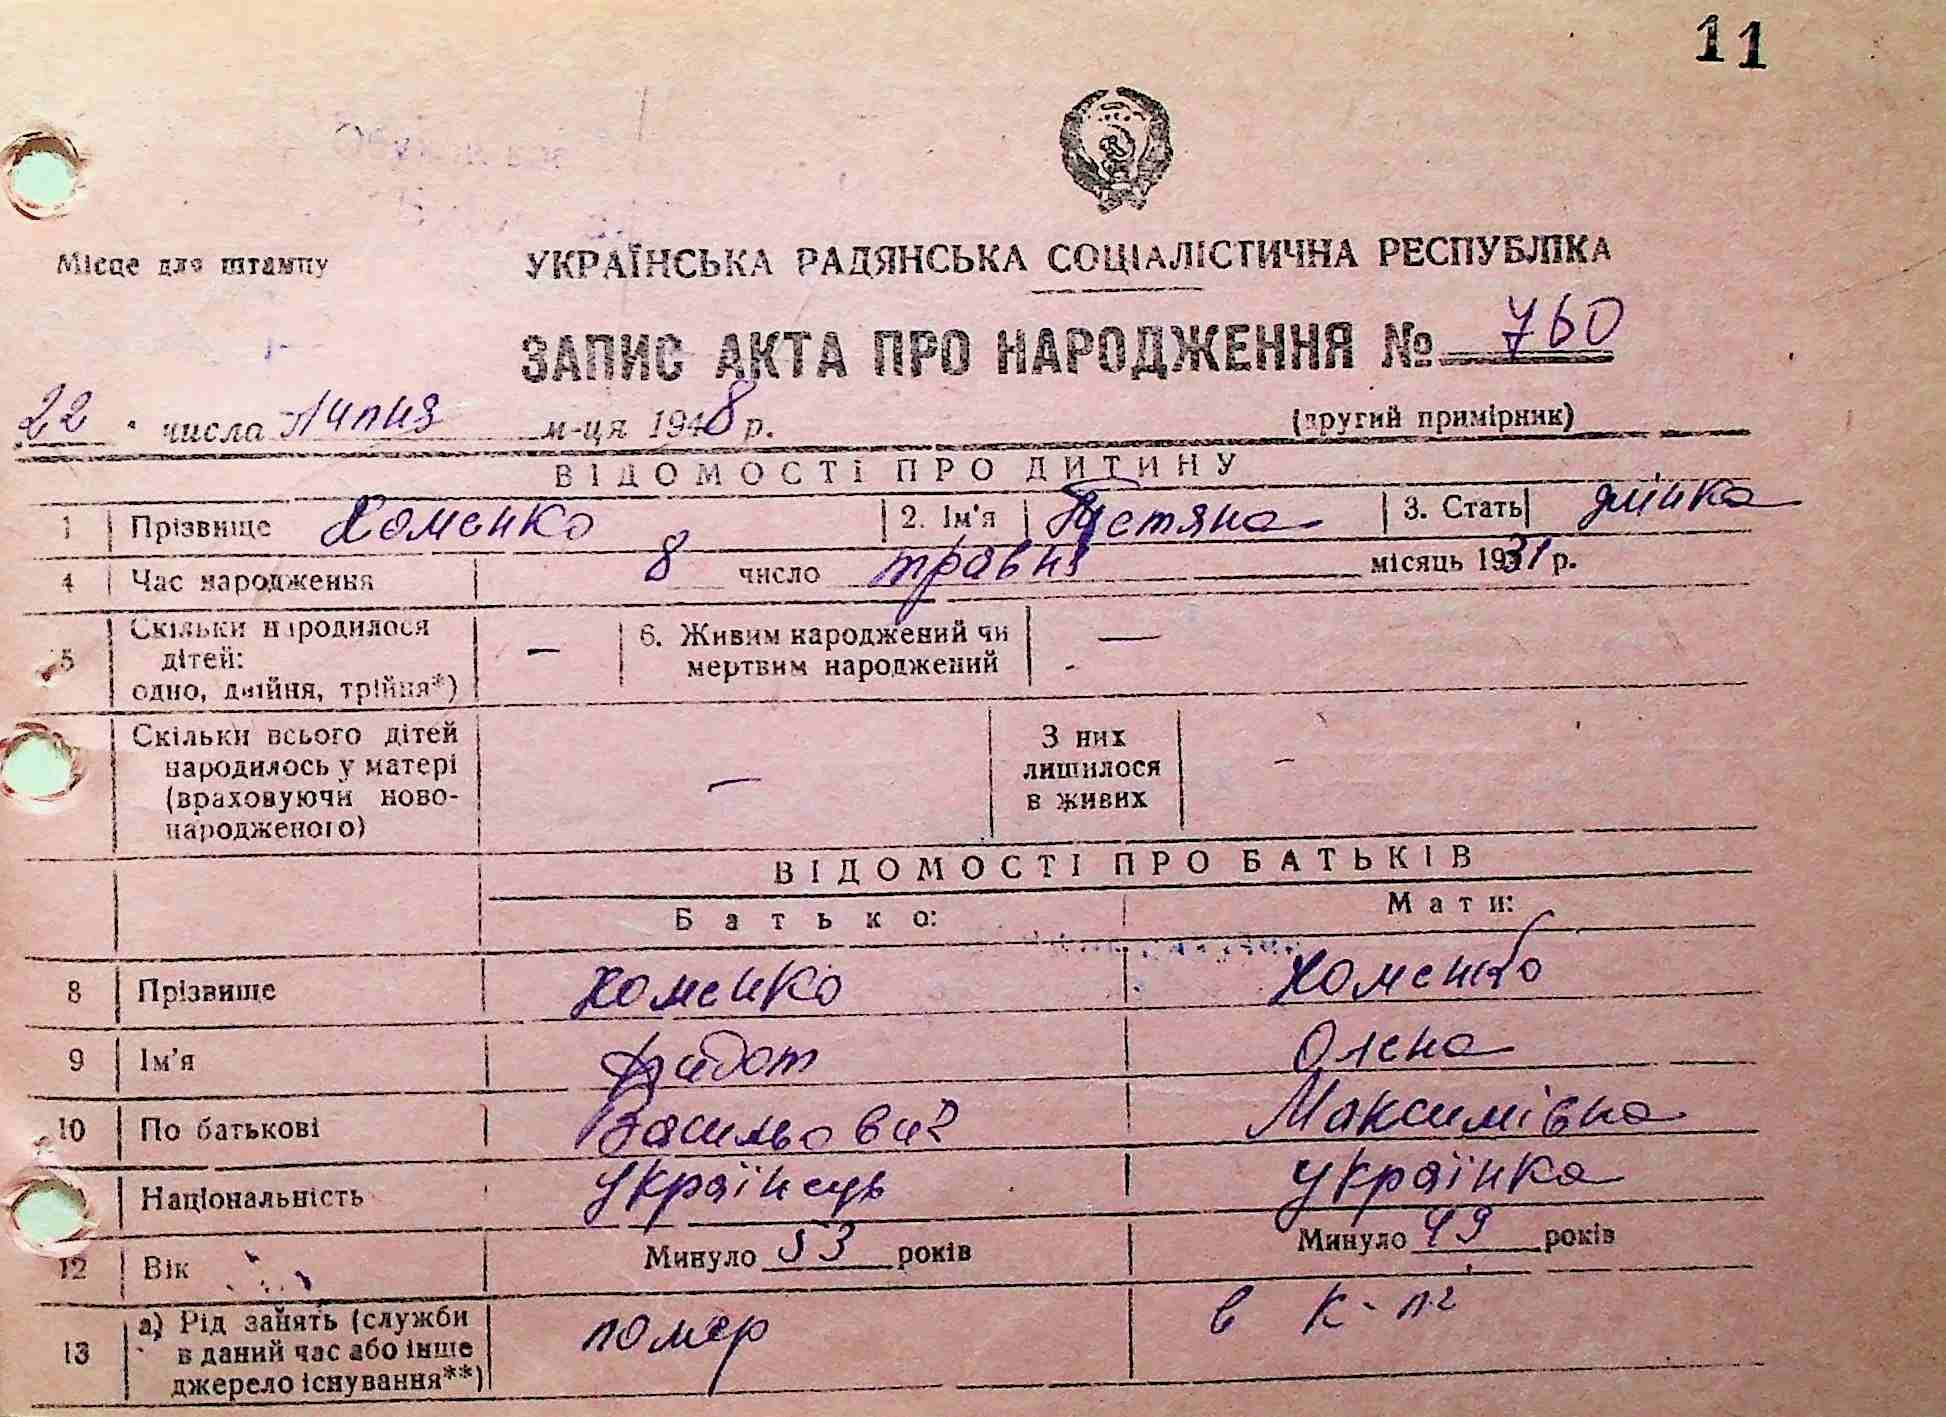 11
Місце для штампу
УКРАЇНСЬКА РАДЯНСЬКА СОЦІАЛІСТИЧНА РЕСПУБЛІКА
ЗАПИС АКТА ПРО НАРОДЖЕННЯ № 760
22 числа липня м-ця 1948 р. (другий примірник)
ВІДОМОСТІ ПРО ДИТИНУ
1 Прізвище Хоменко 2. Ім'я Тетяна 3. Стать жінка
4 Час народження 8 число травня місяць 1931 р.
5 Скільки народилося дітей: одно, двійня, трійня*) — 6. Живим народжений чи мертвим народжений —
Скільки всього дітей народилось у матері (враховуючи ново-народженого) — З них лишилося в живих —
ВІДОМОСТІ ПРО БАТЬКІВ
Батько: Мати:
8 Прізвище Хоменко Хоменко
9 Ім'я Федот Олена
10 По батькові Васильович Максимівна
Національність українець українка
12 Вік Минуло 53 років Минуло 49 років
13 а) Рід занять (служби в даний час або інше джерело існування**) помер в к-пі